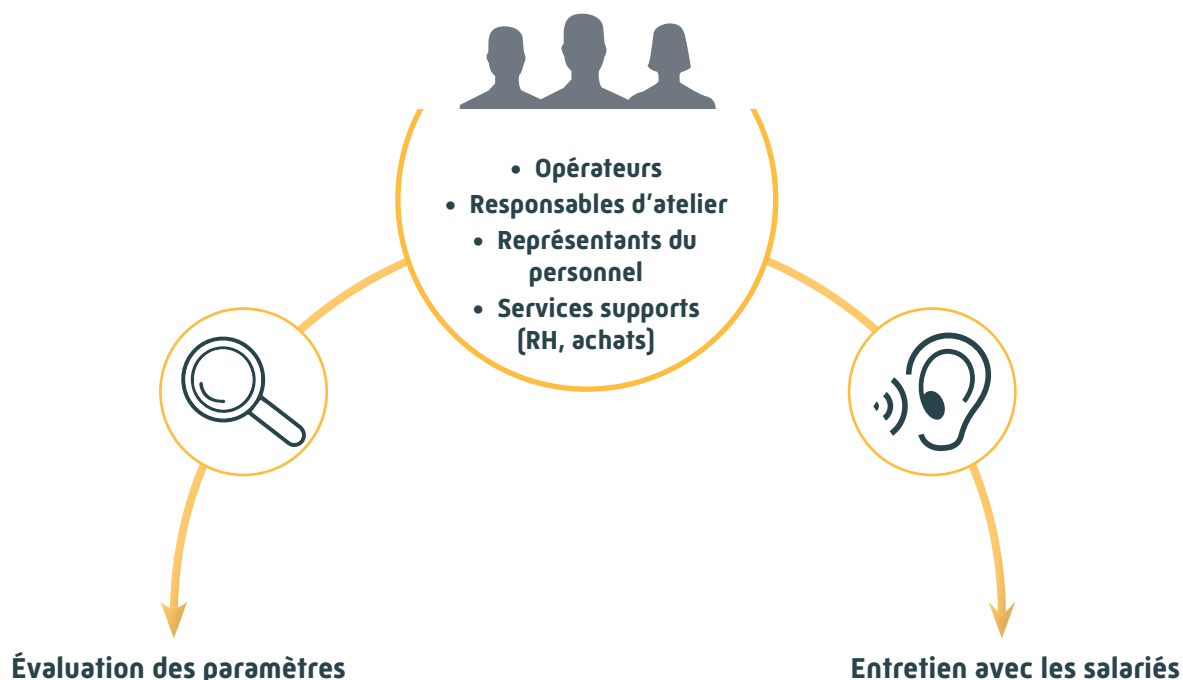 • Opérateurs
• Responsables d'atelier
• Représentants du
personnel
• Services supports
(RH, achats)
Évaluation des paramètres
Entretien avec les salariés